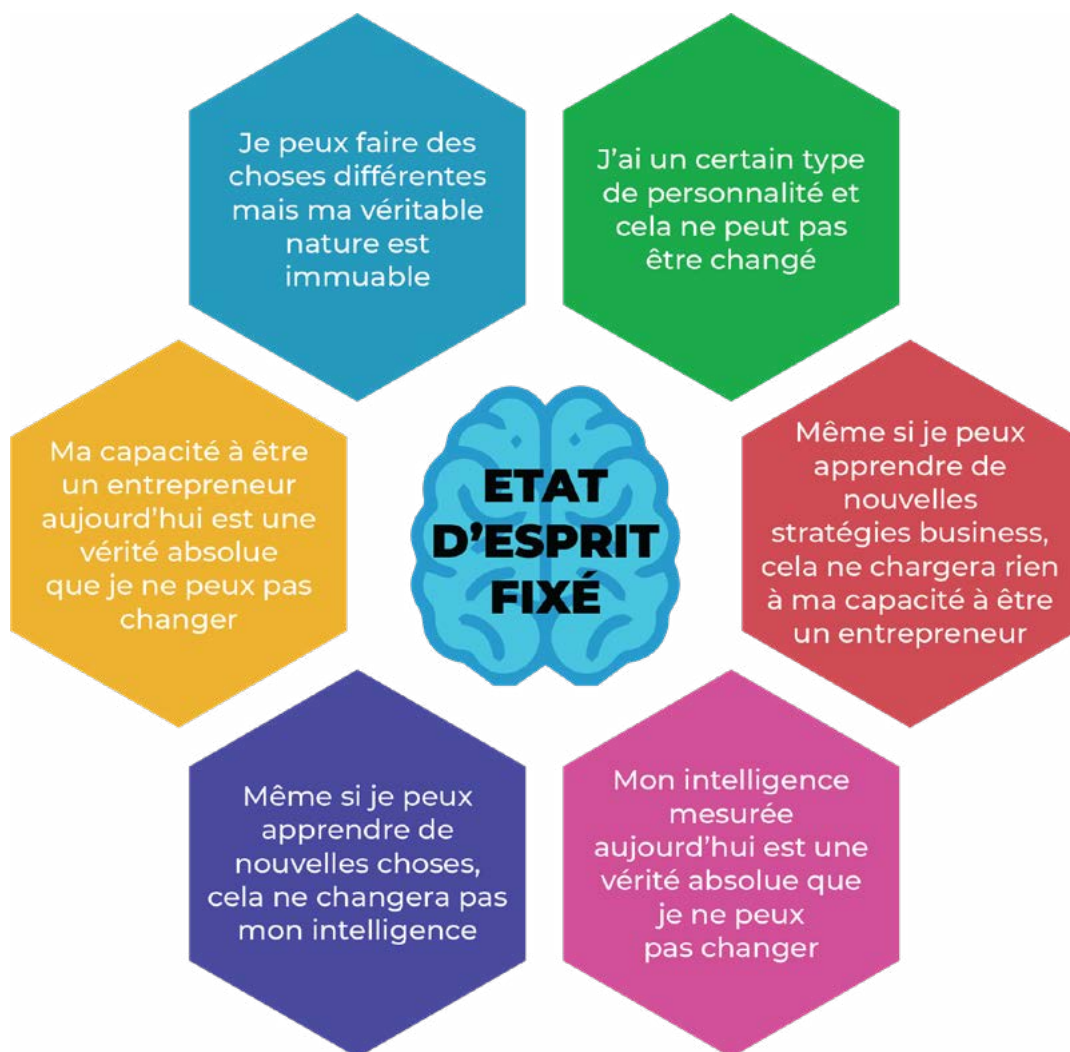 Je peux faire des
choses différentes
mais ma véritable
nature est
immuable
J'ai un certain type
de personnalité et
cela ne peut pas
être changé
Ma capacité à être
un entrepreneur
aujourd'hui est une
vérité absolue
que je ne peux pas
changer
ETAT
D'ESPRIT
FIXÉ
Même si je peux
apprendre de
nouvelles
stratégies business,
cela ne chargera rien
à ma capacité à être
un entrepreneur
Même si je peux
apprendre de
nouvelles choses,
cela ne changera pas
mon intelligence
Mon intelligence
mesurée
aujourd'hui est une
vérité absolue que
je ne peux
pas changer